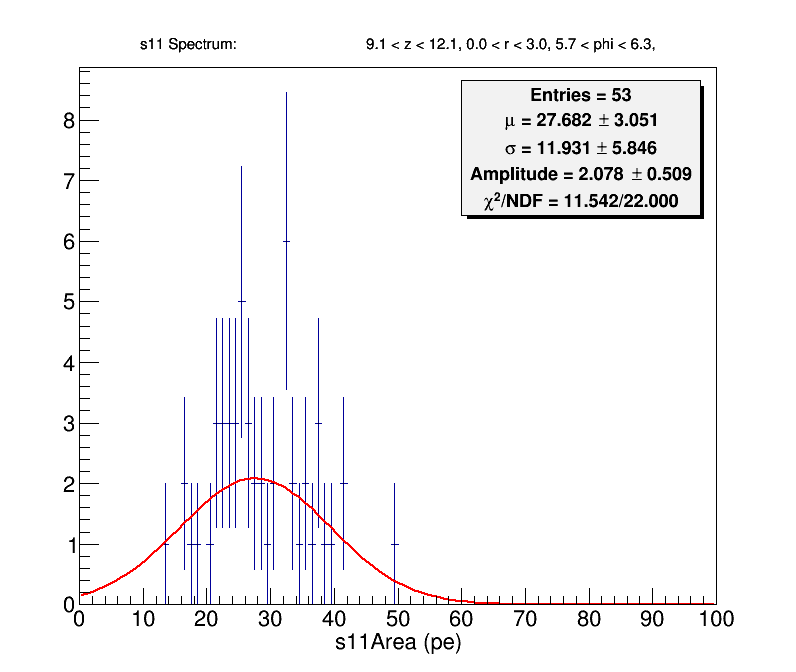 s11 Spectrum: 9.1 < z < 12.1, 0.0 < r < 3.0, 5.7 < phi < 6.3,
Entries = 53
μ = 27.682 ± 3.051
σ = 11.931 ± 5.846
Amplitude = 2.078 ± 0.509
χ²/NDF = 11.542/22.000
8
7
6
5
4
3
2
1
0
0 10 20 30 40 50 60 70 80 90 100
s11Area (pe)